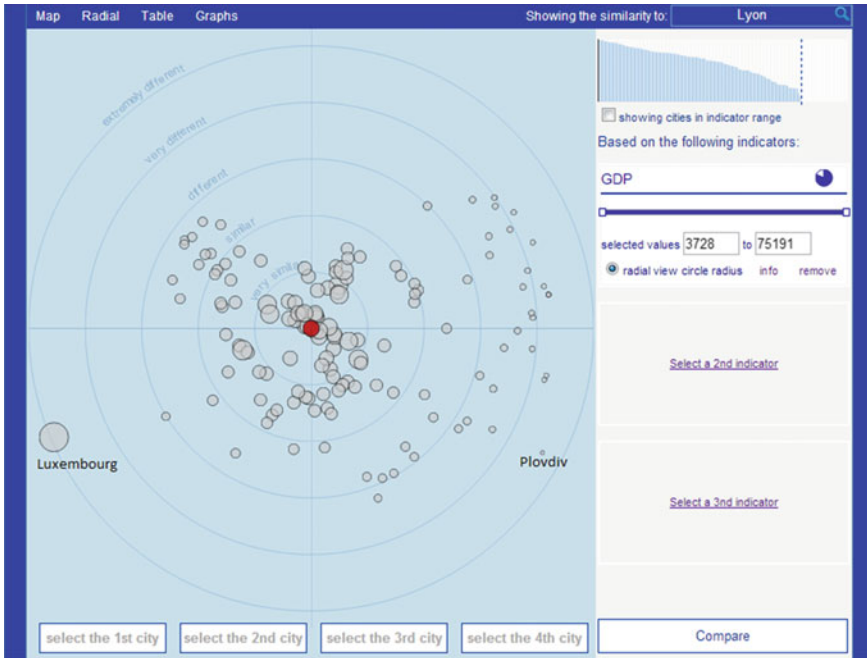 Map Radial Table Graphs Showing the similarity to: Lyon
extremely different
very different
different
similar
very similar
Luxembourg
Plovdiv
showing cities in indicator range
Based on the following indicators:
GDP
selected values 3728 to 75191
radial view circle radius info remove
Select a 2nd indicator
Select a 3nd indicator
select the 1st city select the 2nd city select the 3rd city select the 4th city Compare